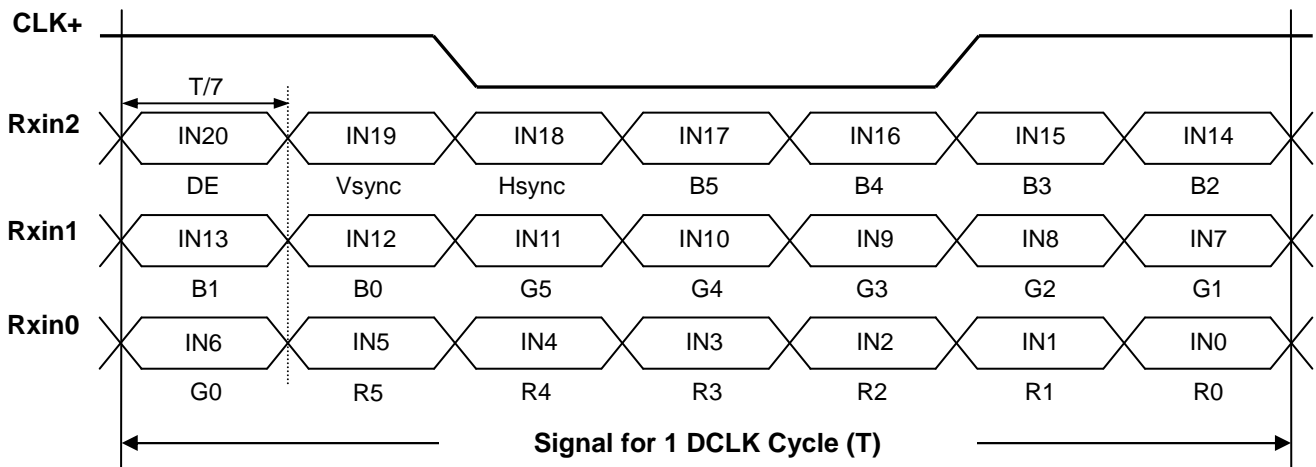 CLK+
T/7
Rxin2 IN20 IN19 IN18 IN17 IN16 IN15 IN14
DE Vsync Hsync B5 B4 B3 B2
Rxin1 IN13 IN12 IN11 IN10 IN9 IN8 IN7
B1 B0 G5 G4 G3 G2 G1
Rxin0 IN6 IN5 IN4 IN3 IN2 IN1 IN0
G0 R5 R4 R3 R2 R1 R0
Signal for 1 DCLK Cycle (T)